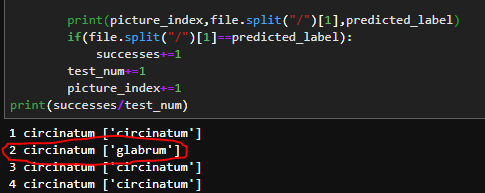 print(picture_index,file.split("/")[1],predicted_label)
if(file.split("/")[1]==predicted_label):
successes+=1
test_num+=1
picture_index+=1
print(successes/test_num)
1 circinatum ['circinatum']
2 circinatum ['glabrum']
3 circinatum ['circinatum']
4 circinatum ['circinatum']